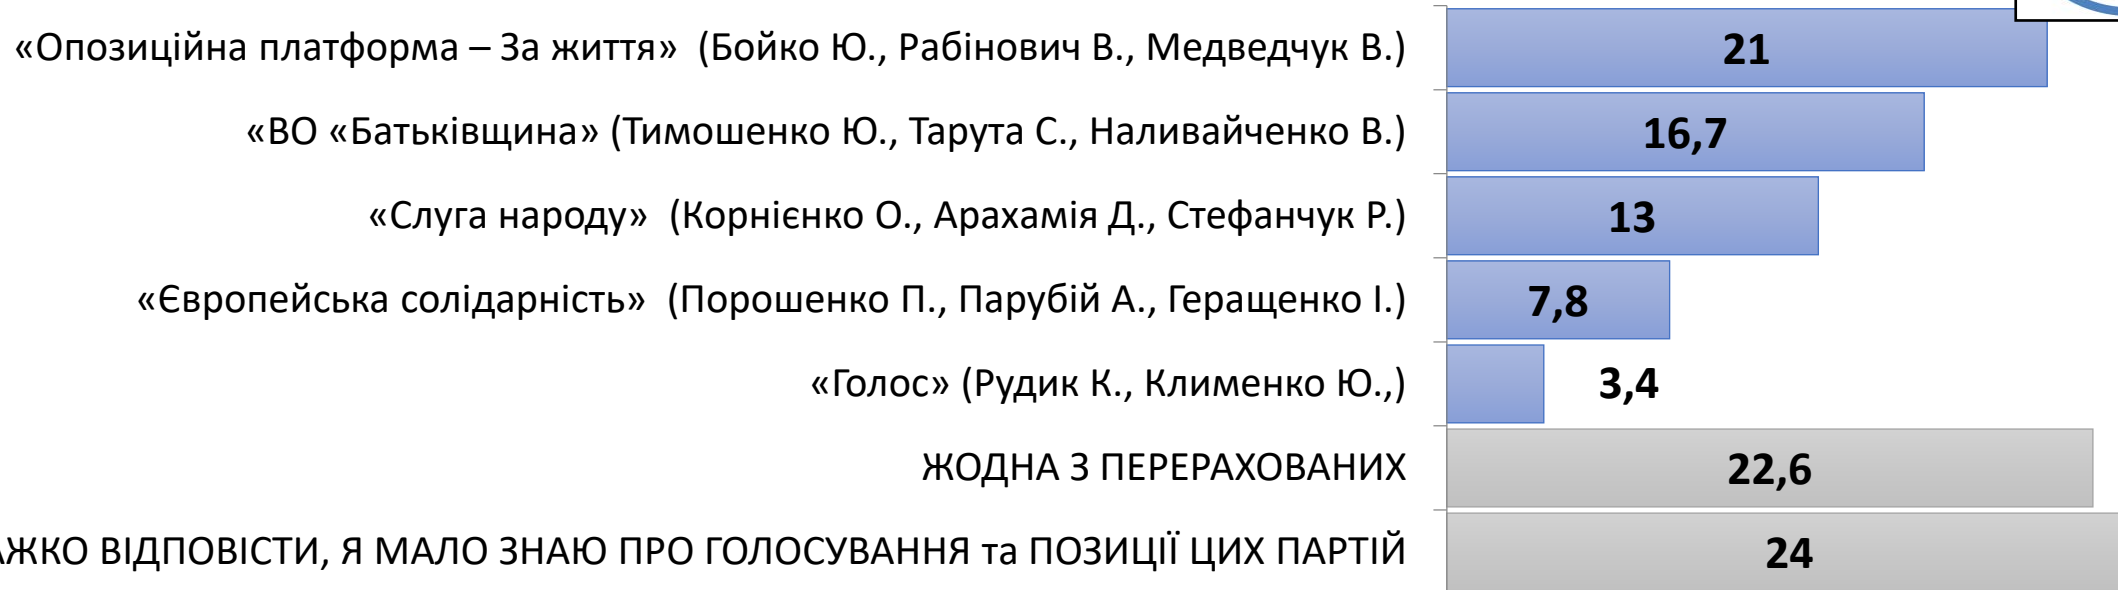 «Опозиційна платформа – За життя» (Бойко Ю., Рабінович В., Медведчук В.) 21
«ВО «Батьківщина» (Тимошенко Ю., Тарута С., Наливайченко В.) 16,7
«Слуга народу» (Корнієнко О., Арахамія Д., Стефанчук Р.) 13
«Європейська солідарність» (Порошенко П., Парубій А., Геращенко І.) 7,8
«Голос» (Рудик К., Клименко Ю.,) 3,4
ЖОДНА З ПЕРЕРАХОВАНИХ 22,6
ВІДПОВІСТИ, Я МАЛО ЗНАЮ ПРО ГОЛОСУВАННЯ та ПОЗИЦІЇ ЦИХ ПАРТІЙ 24